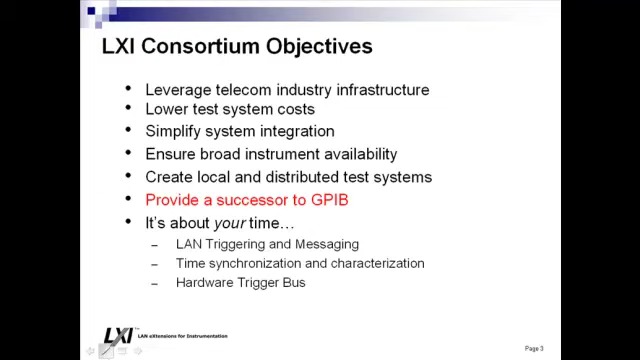 LXI Consortium Objectives
• Leverage telecom industry infrastructure
• Lower test system costs
• Simplify system integration
• Ensure broad instrument availability
• Create local and distributed test systems
• Provide a successor to GPIB
• It's about your time…
– LAN Triggering and Messaging
– Time synchronization and characterization
– Hardware Trigger Bus
LXI™ LAN eXtensions for Instrumentation
Page 3